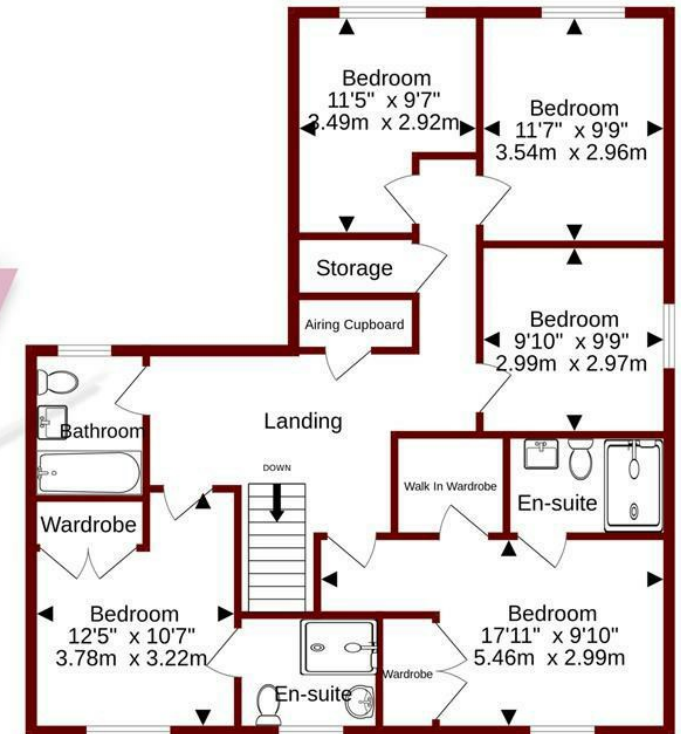 Bedroom
11'5" x 9'7"
3.49m x 2.92m
Bedroom
11'7" x 9'9"
3.54m x 2.96m
Storage
Airing Cupboard
Bedroom
9'10" x 9'9"
2.99m x 2.97m
Bathroom
Landing
DOWN
Walk In Wardrobe
En-suite
Wardrobe
Bedroom
12'5" x 10'7"
3.78m x 3.22m
Bedroom
17'11" x 9'10"
5.46m x 2.99m
Wardrobe
En-suite